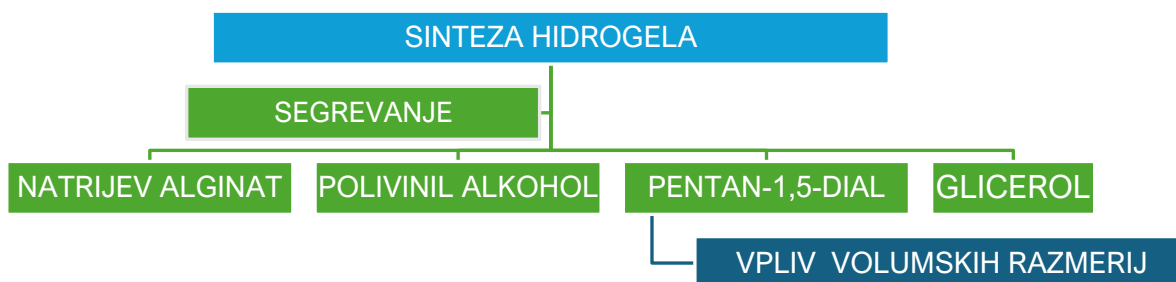 SINTEZA HIDROGELA
SEGREVANJE
NATRIJEV ALGINAT
POLIVINIL ALKOHOL
PENTAN-1,5-DIAL
GLICEROL
VPLIV VOLUMSKIH RAZMERIJ